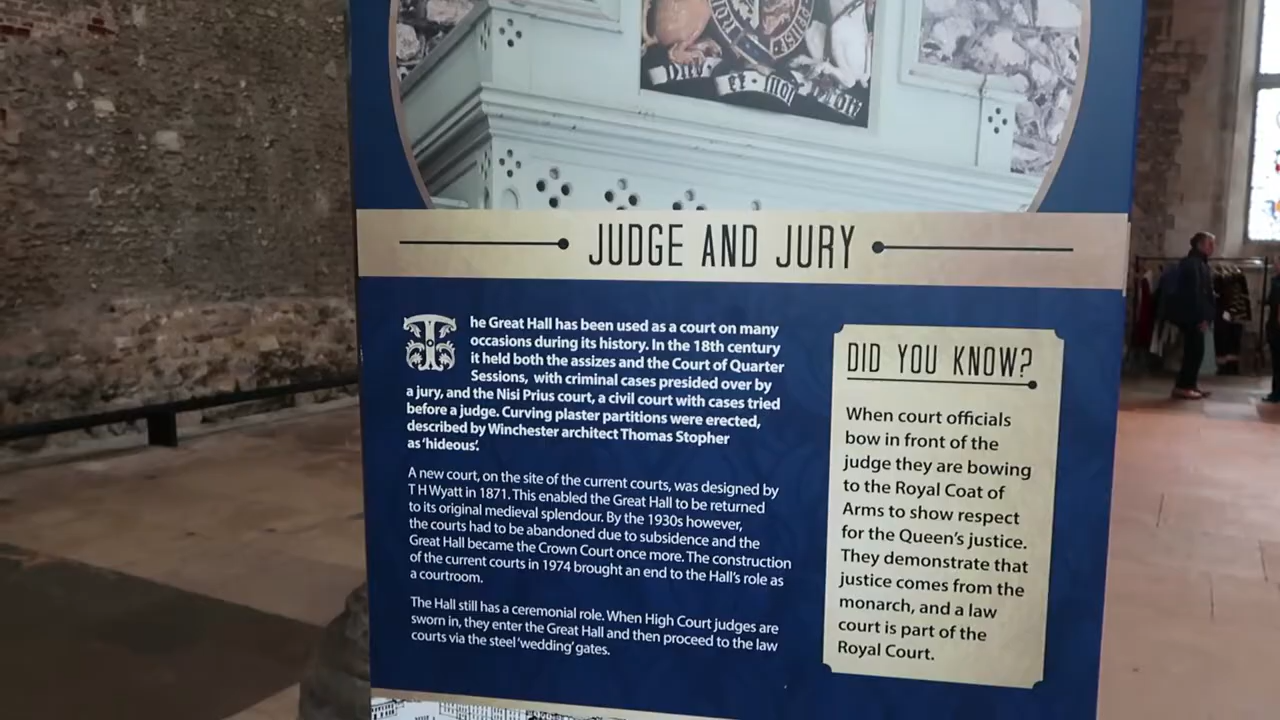 DIEU ET MON DROIT
JUDGE AND JURY
The Great Hall has been used as a court on many
occasions during its history. In the 18th century
it held both the assizes and the Court of Quarter
Sessions, with criminal cases presided over by
a jury, and the Nisi Prius court, a civil court with cases tried
before a judge. Curving plaster partitions were erected,
described by Winchester architect Thomas Stopher
as 'hideous'.
A new court, on the site of the current courts, was designed by
T H Wyatt in 1871. This enabled the Great Hall to be returned
to its original medieval splendour. By the 1930s however,
the courts had to be abandoned due to subsidence and the
Great Hall became the Crown Court once more. The construction
of the current courts in 1974 brought an end to the Hall's role as
a courtroom.
The Hall still has a ceremonial role. When High Court judges are
sworn in, they enter the Great Hall and then proceed to the law
courts via the steel 'wedding' gates.
DID YOU KNOW?
When court officials
bow in front of the
judge they are bowing
to the Royal Coat of
Arms to show respect
for the Queen's justice.
They demonstrate that
justice comes from the
monarch, and a law
court is part of the
Royal Court.